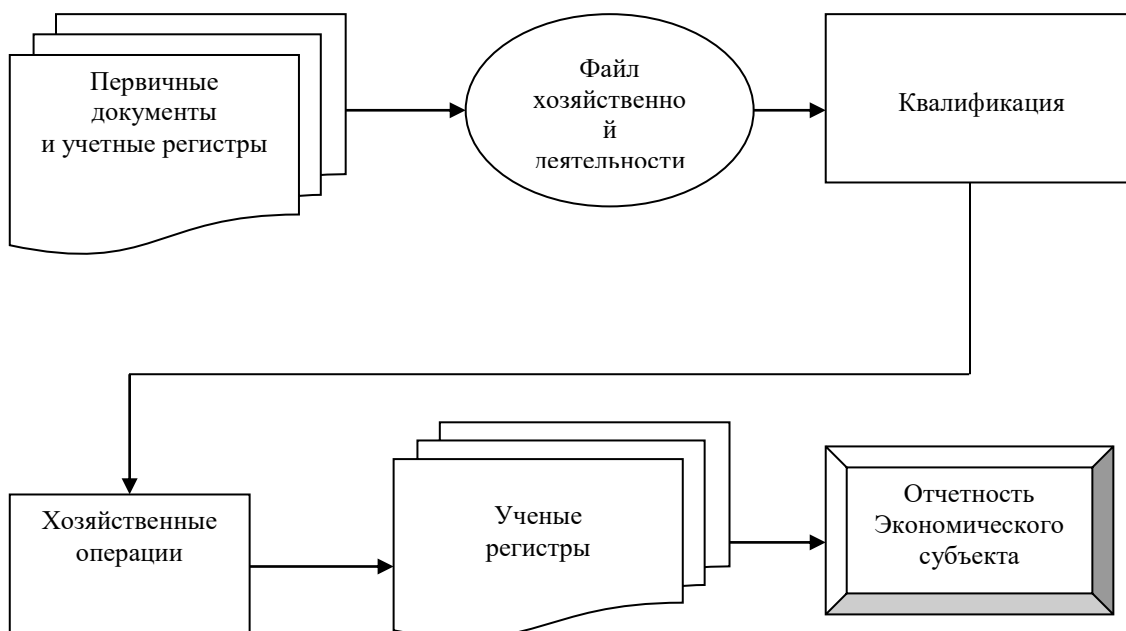 Первичные
документы
и учетные регистры
Файл
хозяйственно
й
деятельности
Квалификация
Хозяйственные
операции
Ученые
регистры
Отчетность
Экономического
субъекта